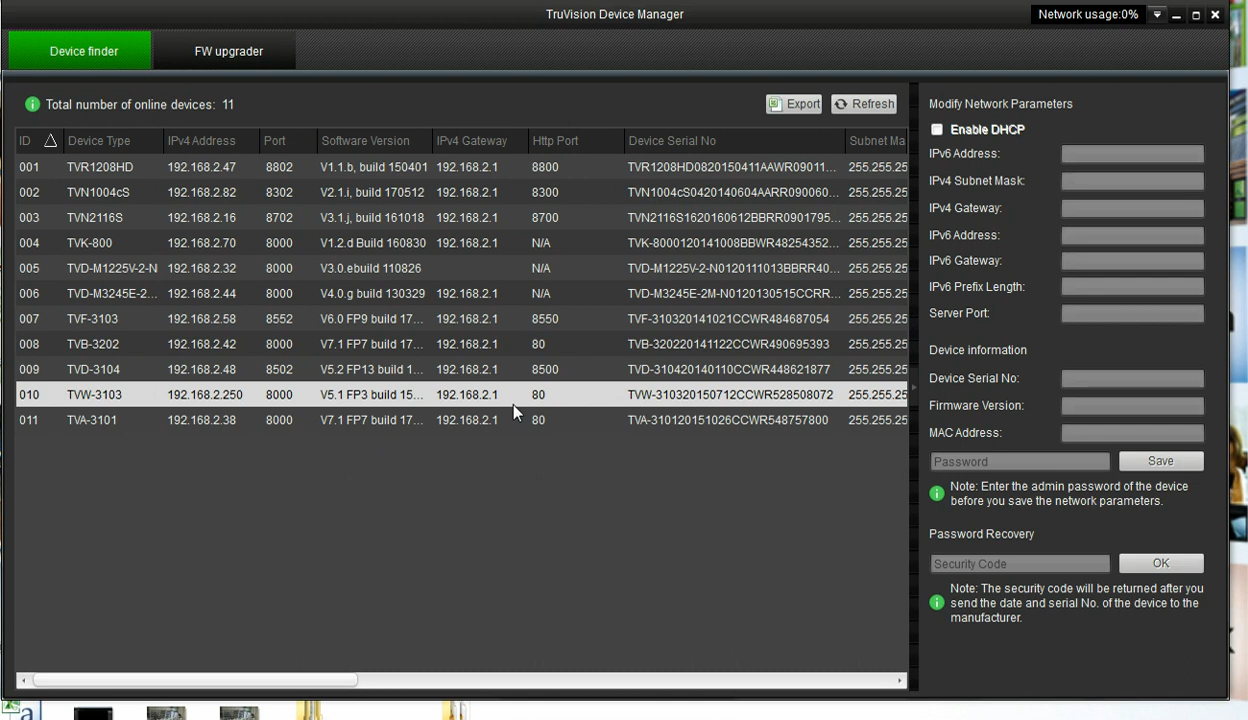 TruVision Device Manager
Network usage:0%
Device finder
FW upgrader
Total number of online devices: 11
Export
Refresh
ID Device Type IPv4 Address Port Software Version IPv4 Gateway Http Port Device Serial No Subnet Ma
001 TVR1208HD 192.168.2.47 8802 V1.1.b, build 150401 192.168.2.1 8800 TVR1208HD0820150411AAWR09011... 255.255.25
002 TVN1004cS 192.168.2.82 8302 V2.1.i, build 170512 192.168.2.1 8300 TVN1004cS0420140604AARR090060... 255.255.25
003 TVN2116S 192.168.2.16 8702 V3.1.j, build 161018 192.168.2.1 8700 TVN2116S1620160612BBRR0901795... 255.255.25
004 TVK-800 192.168.2.70 8000 V1.2.d Build 160830 192.168.2.1 N/A TVK-8000120141008BBWR48254352... 255.255.25
005 TVD-M1225V-2-N 192.168.2.32 8000 V3.0.ebuild 110826 N/A TVD-M1225V-2-N0120111013BBRR40... 255.255.25
006 TVD-M3245E-2... 192.168.2.44 8000 V4.0.g build 130329 192.168.2.1 N/A TVD-M3245E-2M-N0120130515CCRR... 255.255.25
007 TVF-3103 192.168.2.58 8552 V6.0 FP9 build 17... 192.168.2.1 8550 TVF-310320141021CCWR484687054 255.255.25
008 TVB-3202 192.168.2.42 8000 V7.1 FP7 build 17... 192.168.2.1 80 TVB-320220141122CCWR490695393 255.255.25
009 TVD-3104 192.168.2.48 8502 V5.2 FP13 build 1... 192.168.2.1 8500 TVD-310420140110CCWR448621877 255.255.25
010 TVW-3103 192.168.2.250 8000 V5.1 FP3 build 15... 192.168.2.1 80 TVW-310320150712CCWR528508072 255.255.25
011 TVA-3101 192.168.2.38 8000 V7.1 FP7 build 17... 192.168.2.1 80 TVA-310120151026CCWR548757800 255.255.25
Modify Network Parameters
Enable DHCP
IPv6 Address:
IPv4 Subnet Mask:
IPv4 Gateway:
IPv6 Address:
IPv6 Gateway:
IPv6 Prefix Length:
Server Port:
Device information
Device Serial No:
Firmware Version:
MAC Address:
Password
Save
Note: Enter the admin password of the device
before you save the network parameters.
Password Recovery
Security Code
OK
Note: The security code will be returned after you
send the date and serial No. of the device to the
manufacturer.